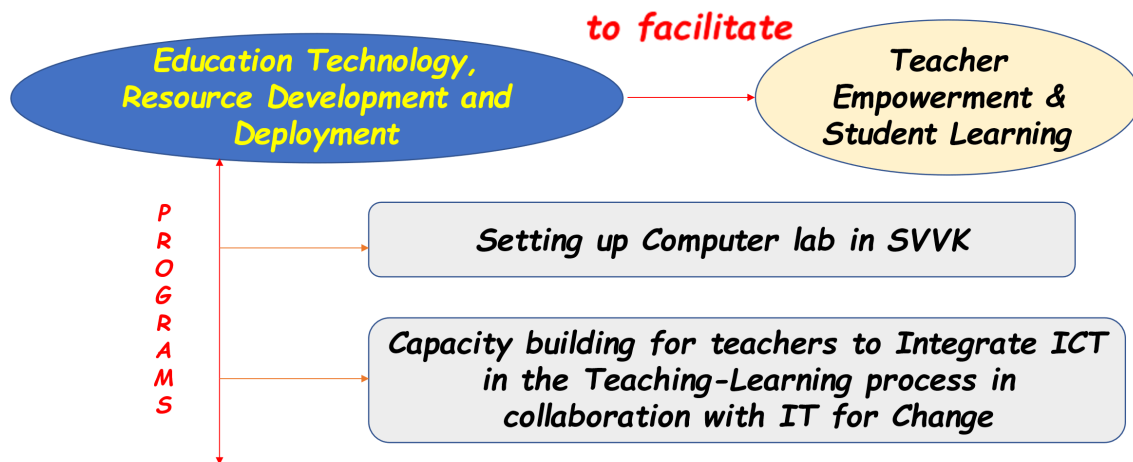 to facilitate
Education Technology,
Resource Development and
Deployment
Teacher
Empowerment &
Student Learning
P
R
O
G
R
A
M
S
Setting up Computer lab in SVVK
Capacity building for teachers to Integrate ICT
in the Teaching-Learning process in
collaboration with IT for Change